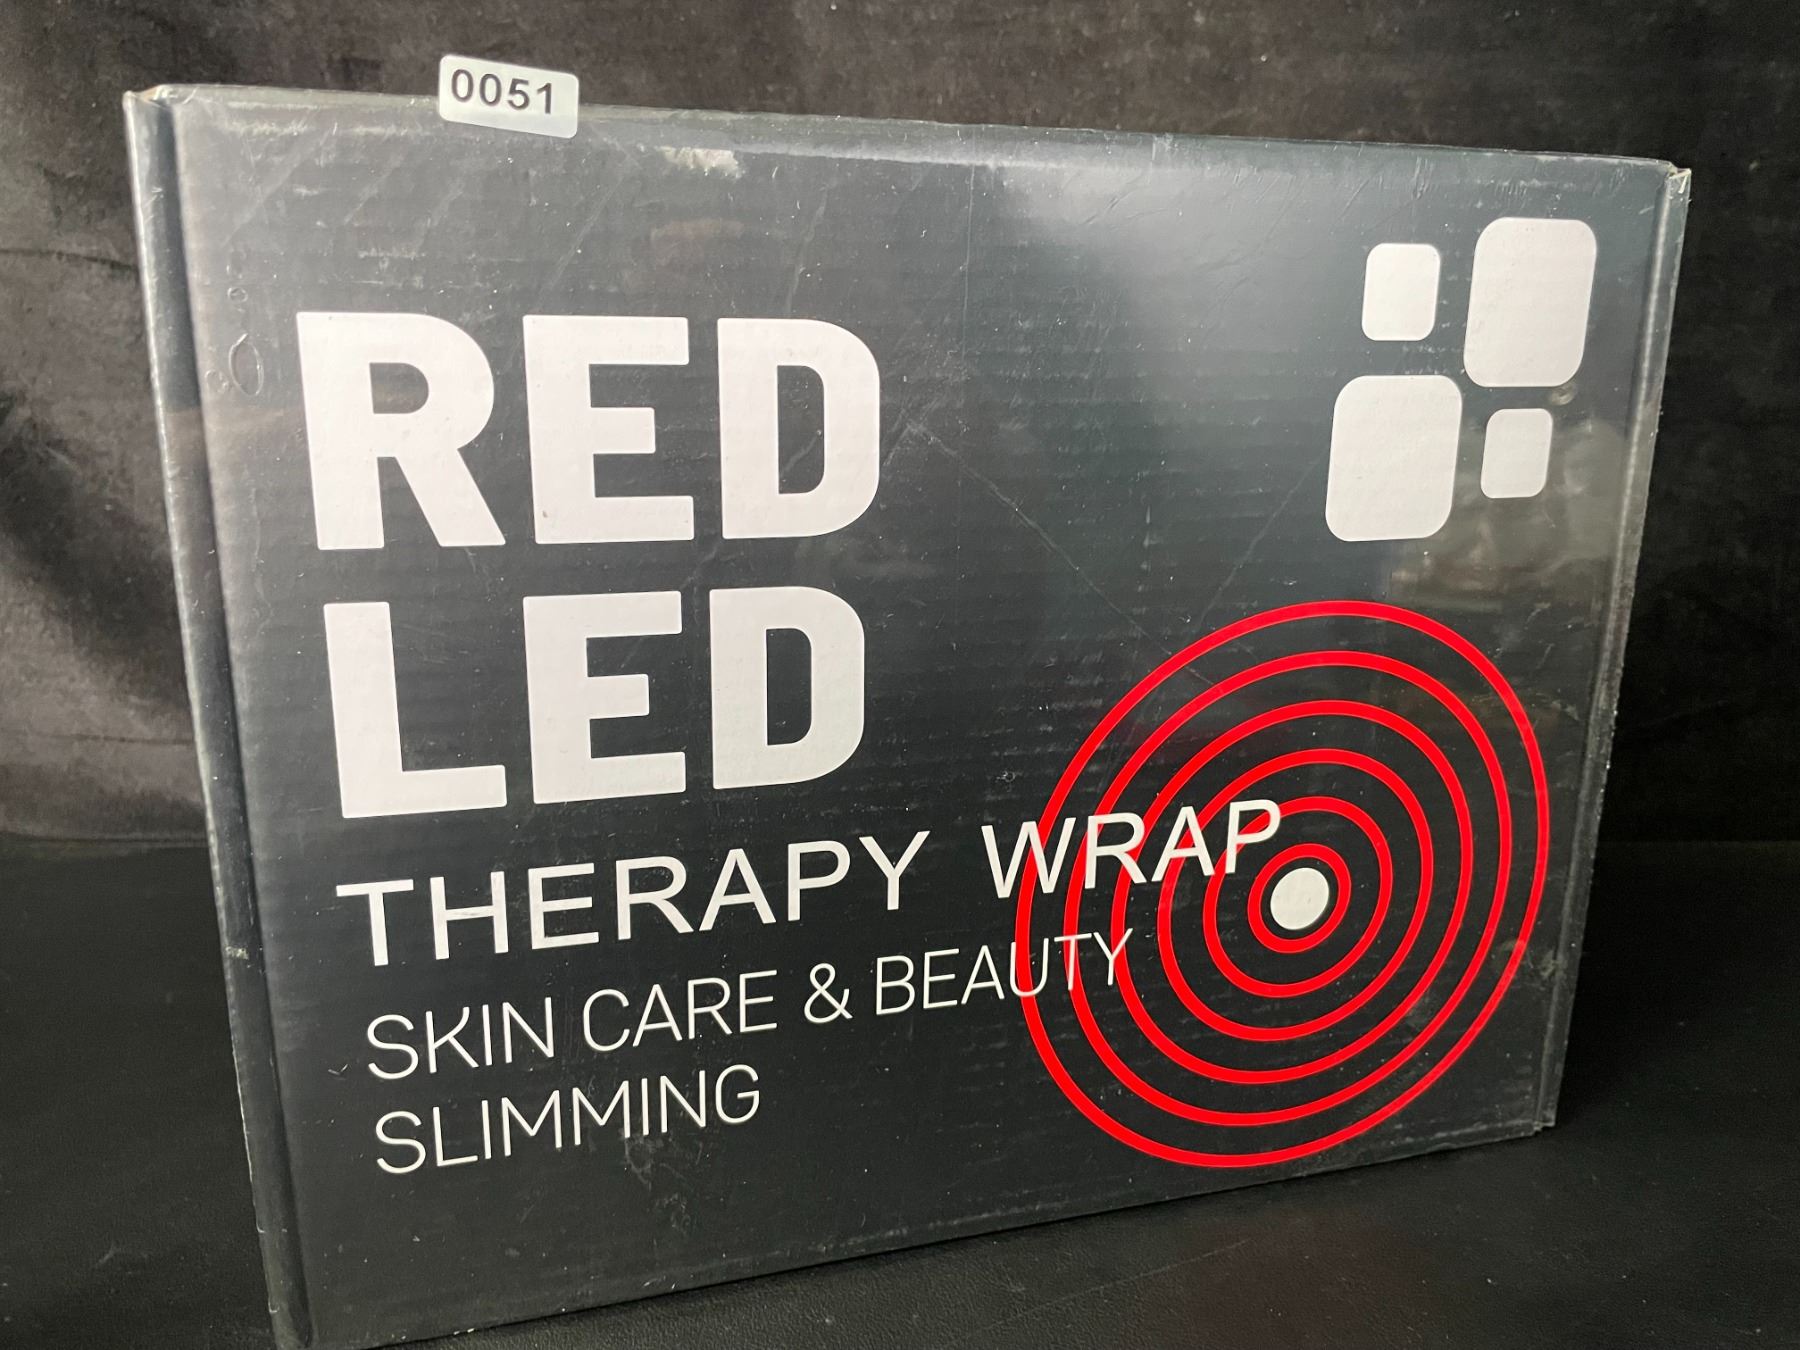 0051
RED
LED
THERAPY WRAP
SKIN CARE & BEAUTY
SLIMMING